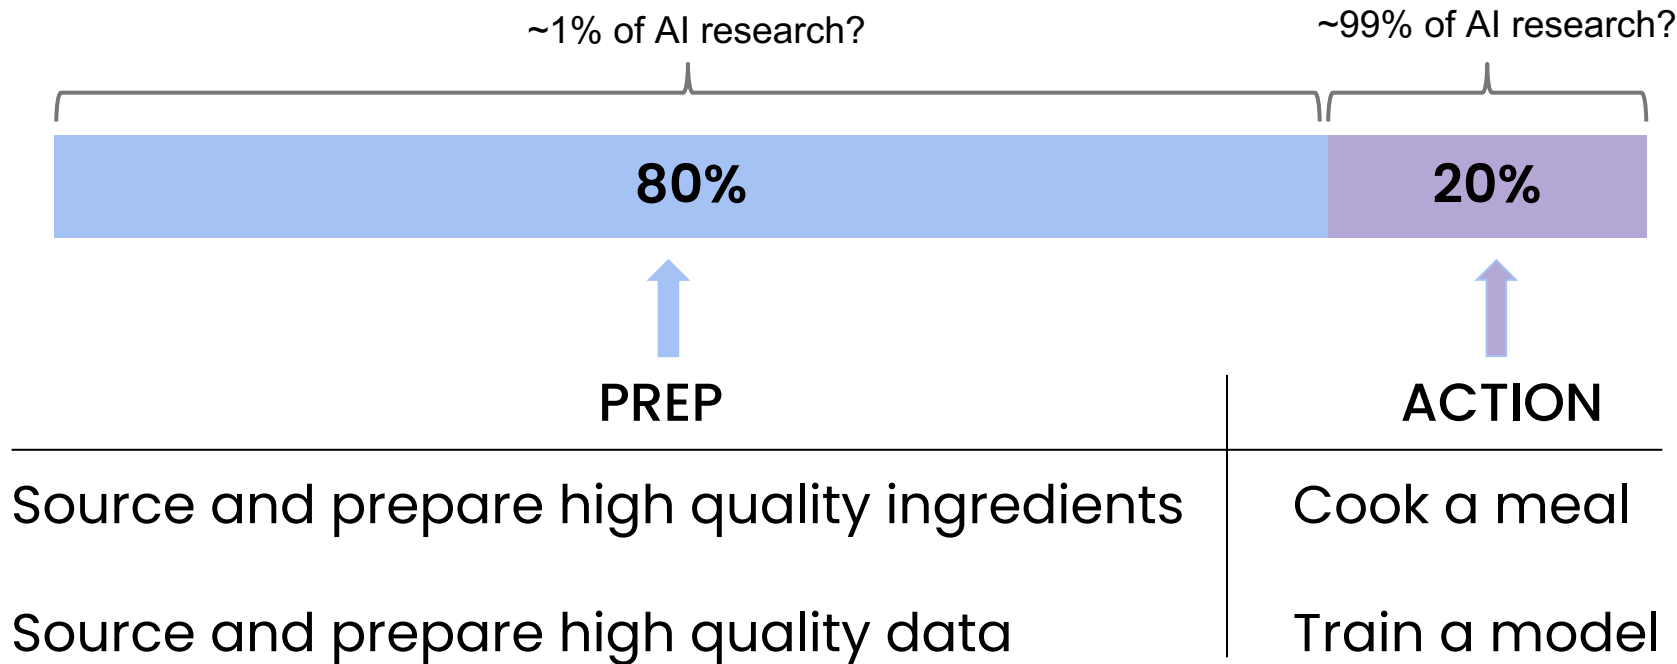 ~1% of AI research?
~99% of AI research?
80%
20%
PREP
ACTION
Source and prepare high quality ingredients
Cook a meal
Source and prepare high quality data
Train a model